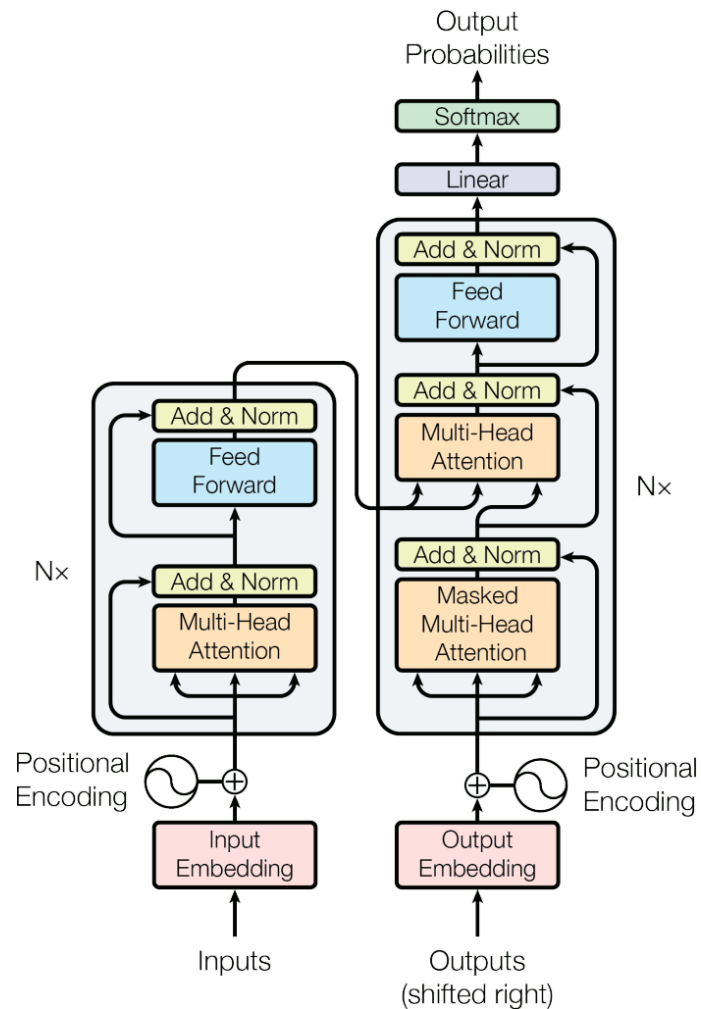 Output
Probabilities
Softmax
Linear
Add & Norm
Feed
Forward
Add & Norm
Multi-Head
Attention
Add & Norm
Masked
Multi-Head
Attention
N×
Add & Norm
Feed
Forward
Add & Norm
Multi-Head
Attention
N×
Positional
Encoding
Positional
Encoding
Input
Embedding
Output
Embedding
Inputs
Outputs
(shifted right)